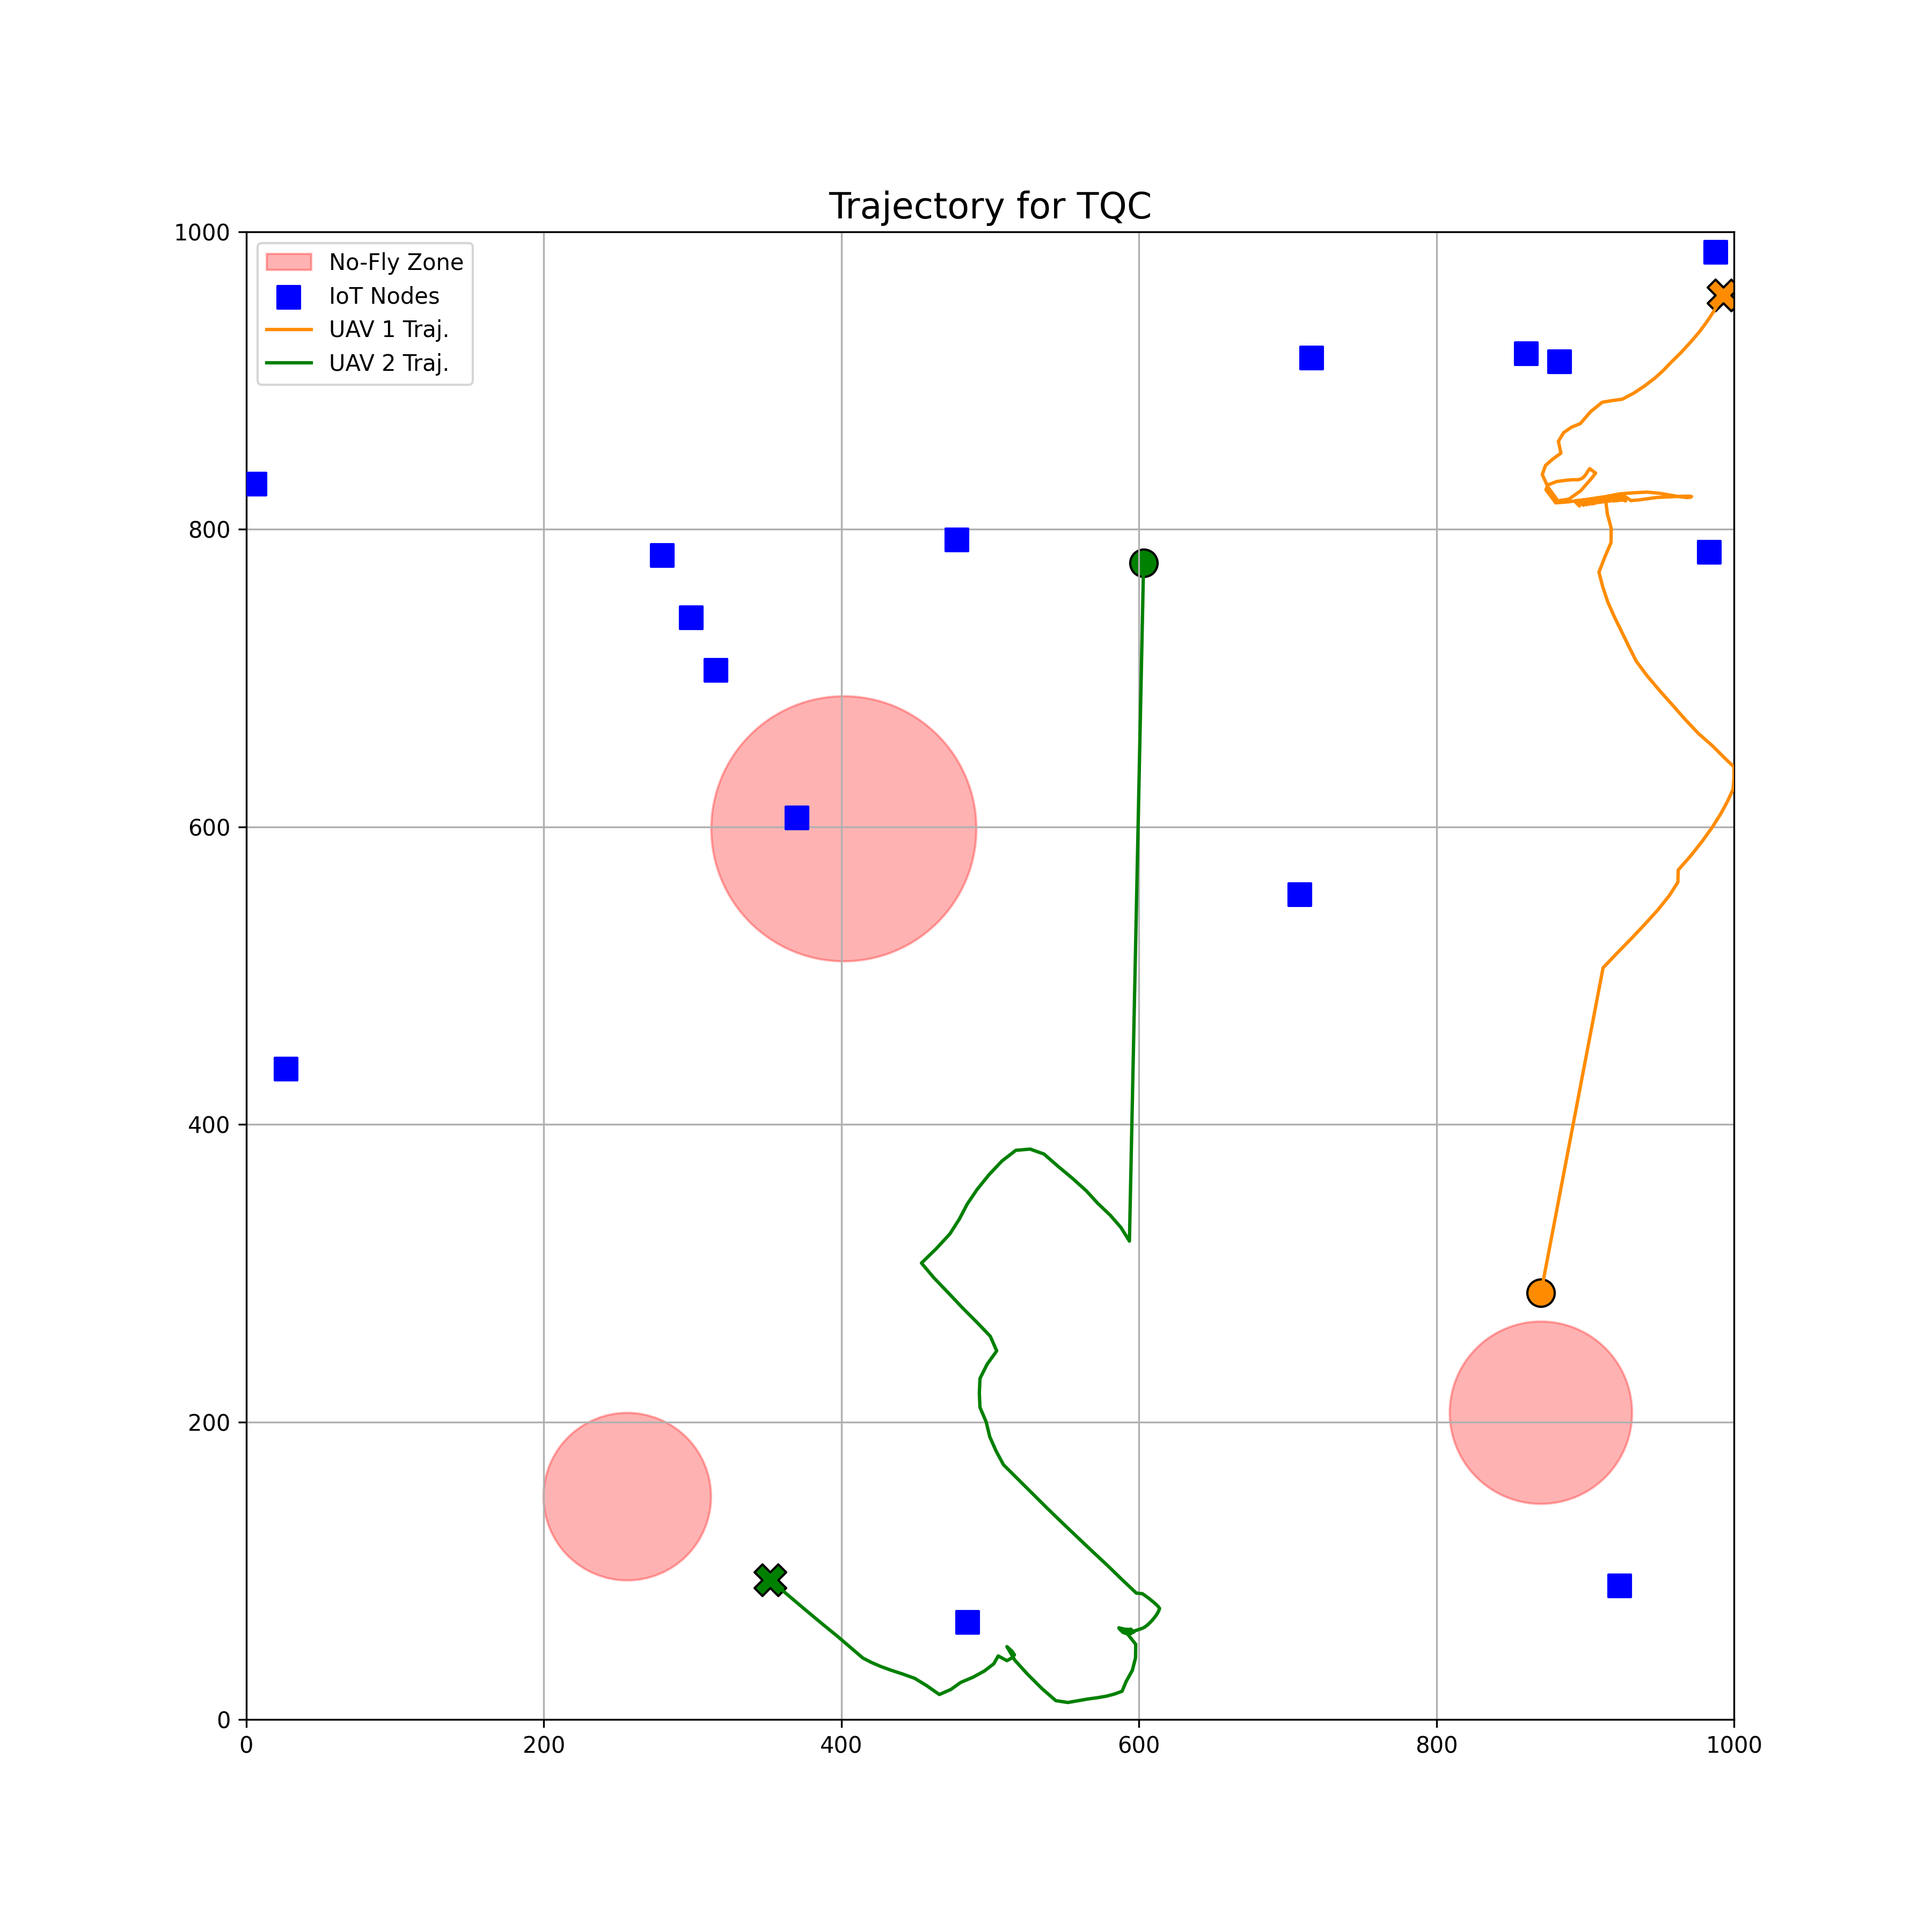 Trajectory for TQC
1000
800
600
400
200
0
No-Fly Zone
IoT Nodes
UAV 1 Traj.
UAV 2 Traj.
0 200 400 600 800 1000